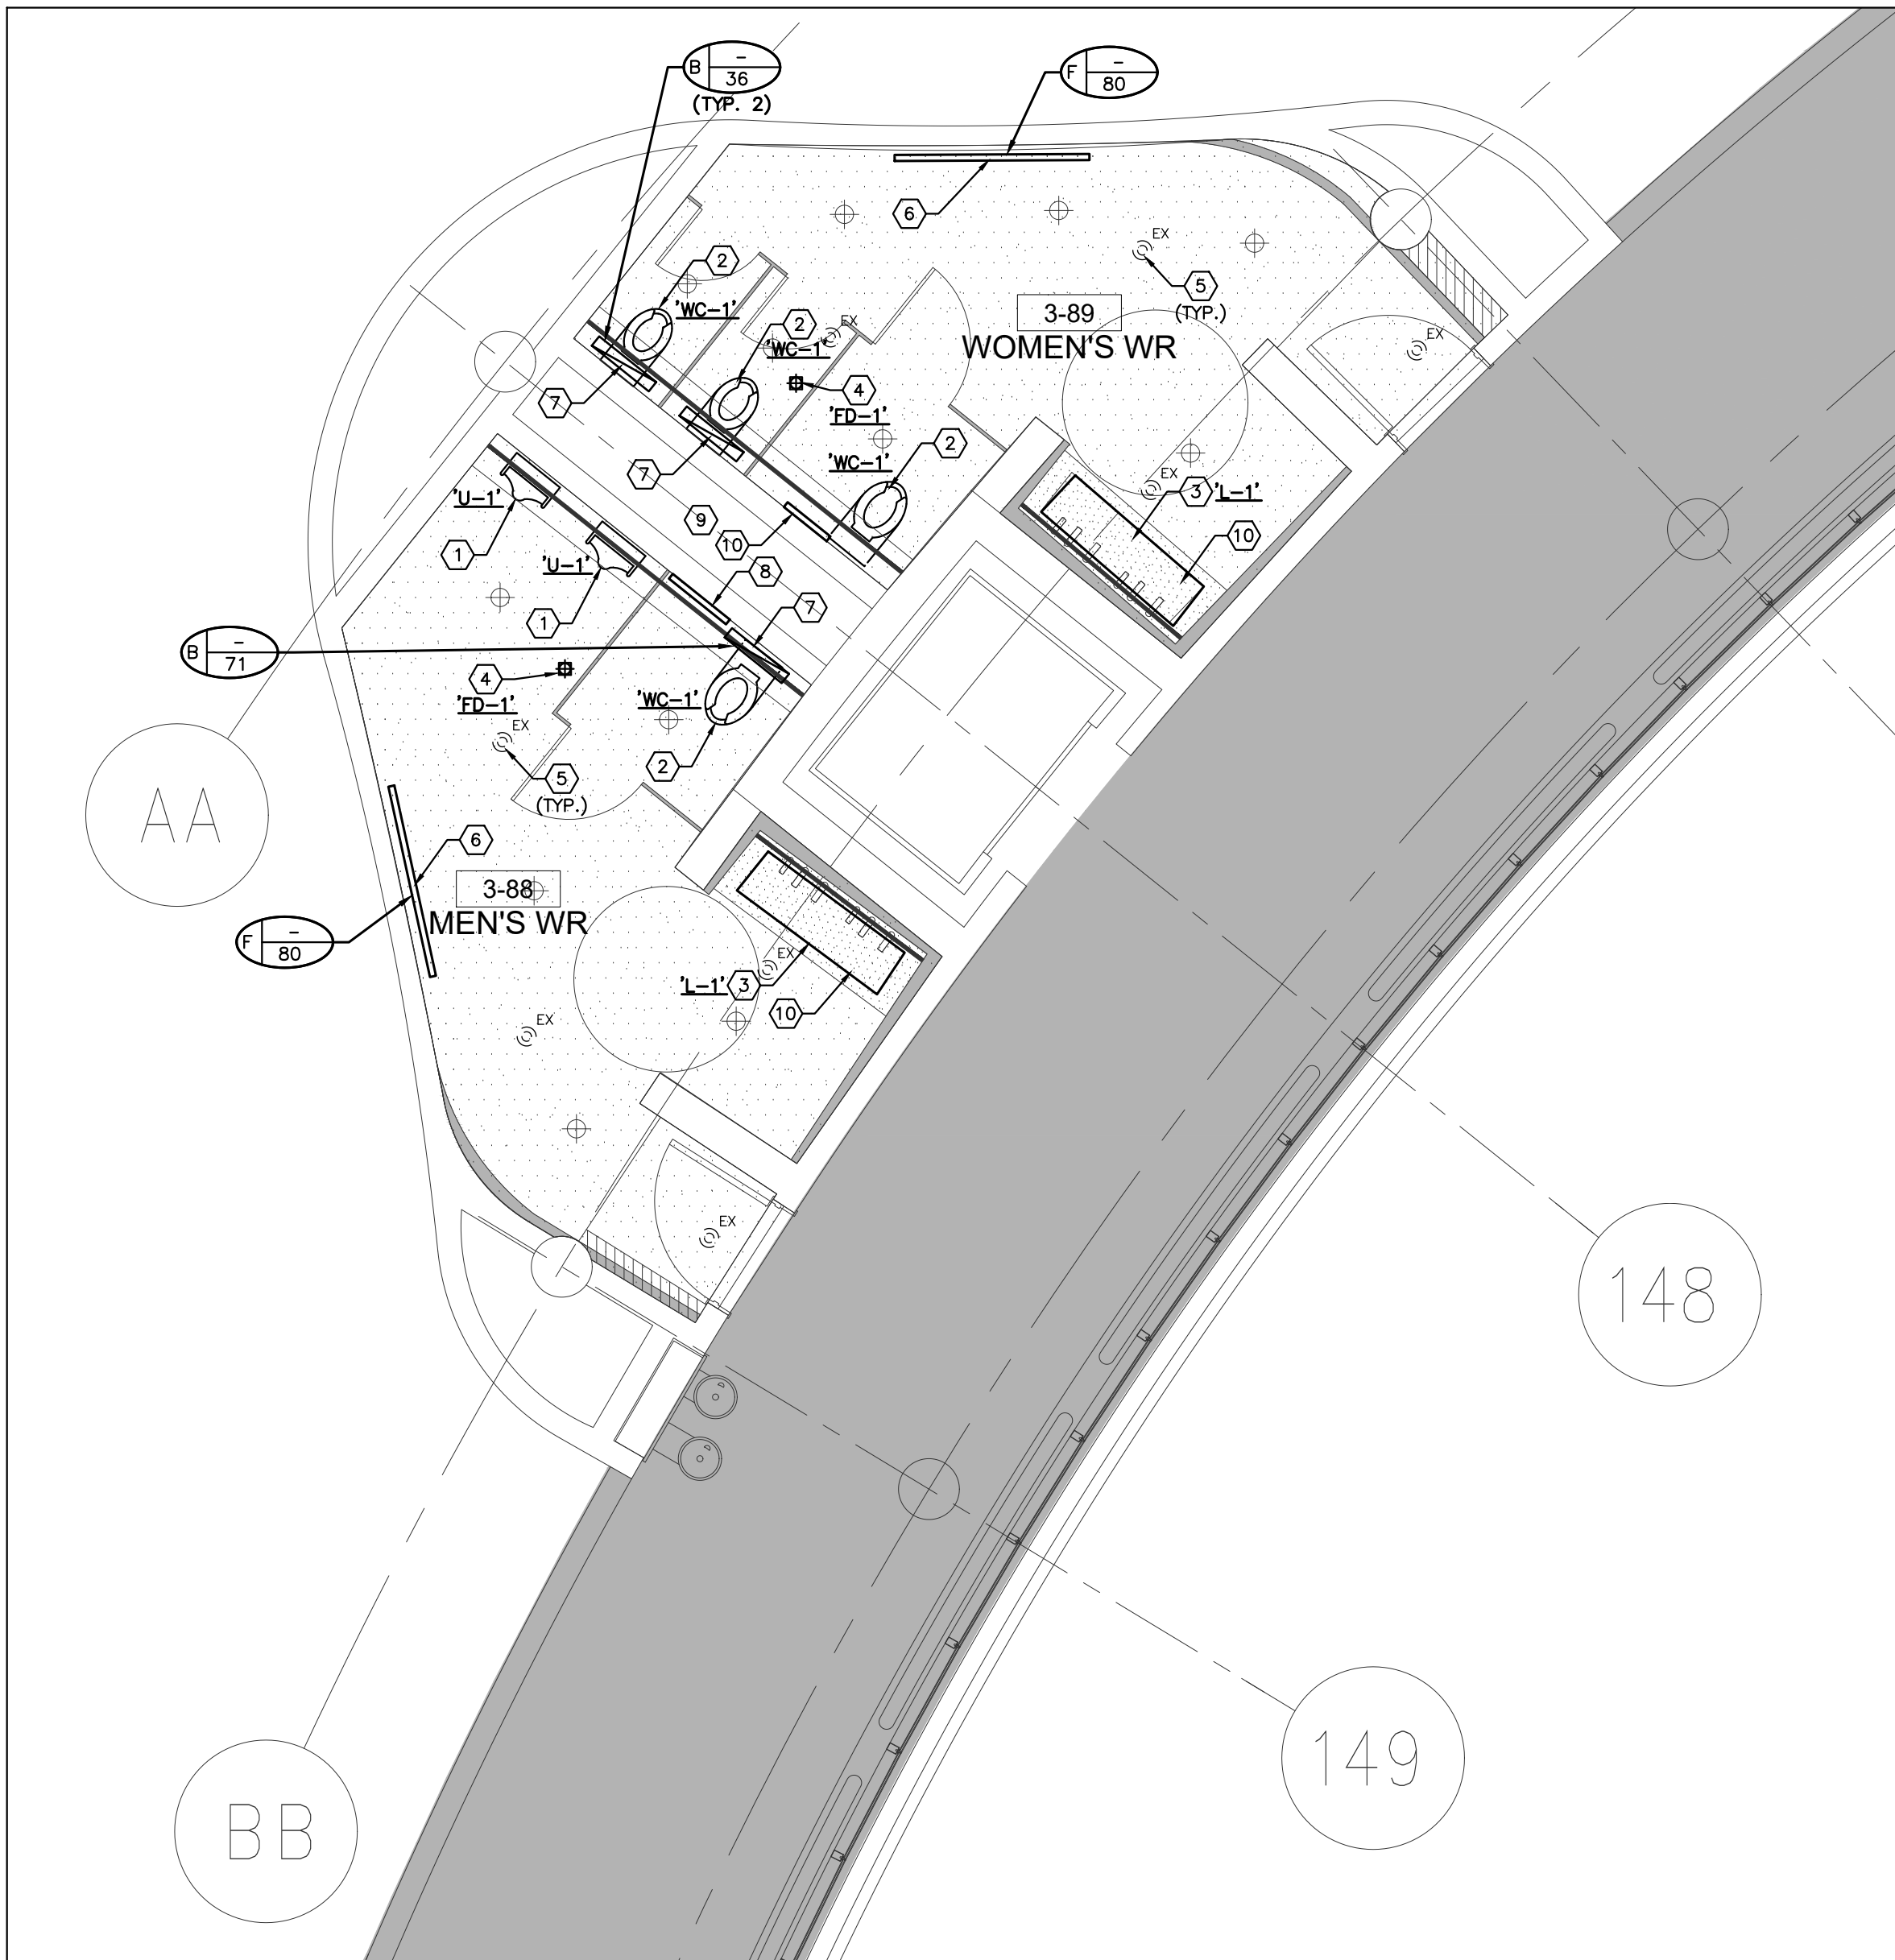 B
-
36
(TYP. 2)
F
-
80
6
EX
5
(TYP.)
2
'WC-1'
2
'WC-1'
EX
3-89
WOMEN'S WR
EX
4
'FD-1'
7
7
2
'WC-1'
EX
3
'L-1'
10
'U-1'
9
10
1
'U-1'
8
1
7
B
-
71
4
'FD-1'
'WC-1'
EX
2
5
(TYP.)
AA
6
3-88
MEN'S WR
F
-
80
EX
'L-1'
3
10
EX
EX
148
149
BB